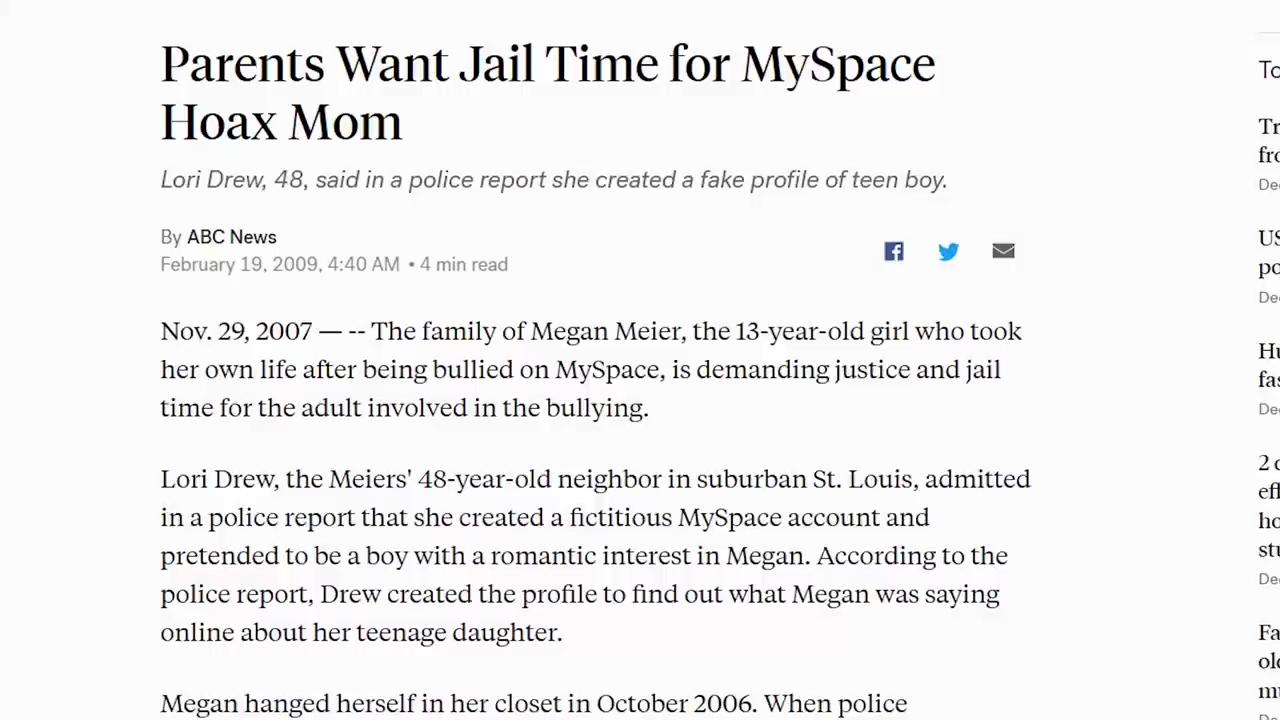 Parents Want Jail Time for MySpace
Hoax Mom
Lori Drew, 48, said in a police report she created a fake profile of teen boy.
By ABC News
February 19, 2009, 4:40 AM • 4 min read
Nov. 29, 2007 — -- The family of Megan Meier, the 13-year-old girl who took
her own life after being bullied on MySpace, is demanding justice and jail
time for the adult involved in the bullying.
Lori Drew, the Meiers' 48-year-old neighbor in suburban St. Louis, admitted
in a police report that she created a fictitious MySpace account and
pretended to be a boy with a romantic interest in Megan. According to the
police report, Drew created the profile to find out what Megan was saying
online about her teenage daughter.
Megan hanged herself in her closet in October 2006. When police